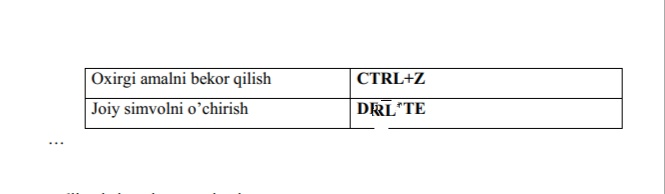 Oxirgi amalni bekor qilish CTRL+Z
Joiy simvolni o’chirish
…